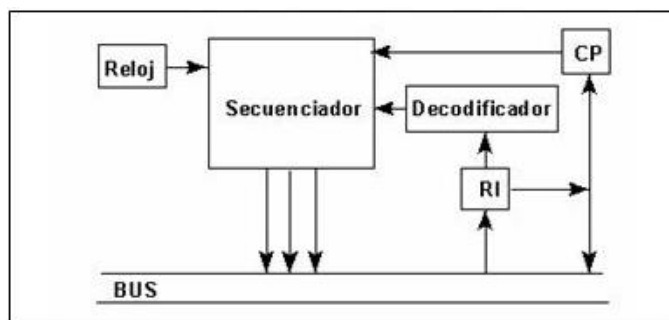 Reloj
Secuenciador
CP
Decodificador
RI
BUS